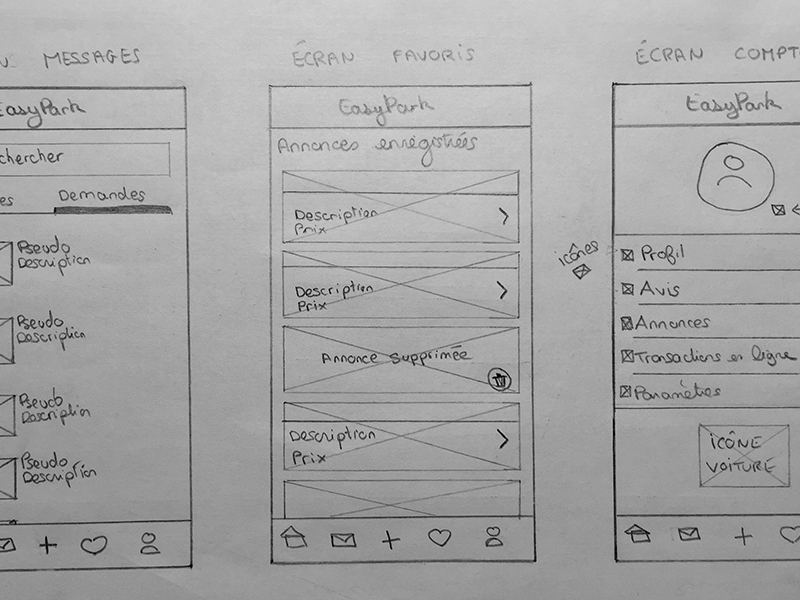 MESSAGES
EasyPark
chercher
es
Demandes
Pseudo
Description
Pseudo
Description
Pseudo
Description
Pseudo
Description
ÉCRAN FAVORIS
EasyPark
Annonces enregistrées
Description
Prix
Description
Prix
Annonce supprimée
Description
Prix
ÉCRAN COMPT
EasyPark
icônes
Profil
Avis
Annonces
Transactions en ligne
Paramètres
ICÔNE
VOITURE